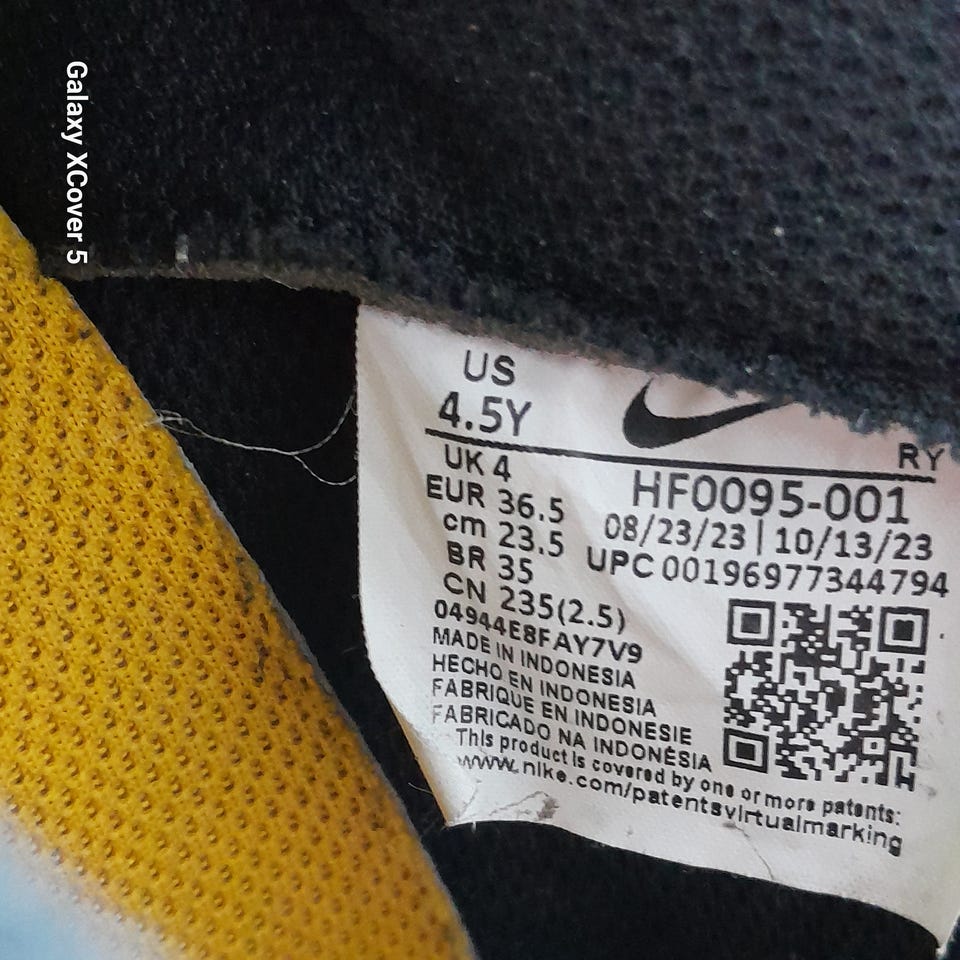 Galaxy XCover 5
US
4.5Y
RY
UK 4
EUR 36.5
cm 23.5
BR 35
CN 235(2.5)
HF0095-001
08/23/23 | 10/13/23
UPC 00196977344794
04944E8FAY7V9
MADE IN INDONESIA
HECHO EN INDONESIA
FABRIQUE EN INDONESIE
FABRICADO NA INDONÉSIA
This product is covered by one or more patents:
www.nike.com/patentsvirtualmarking